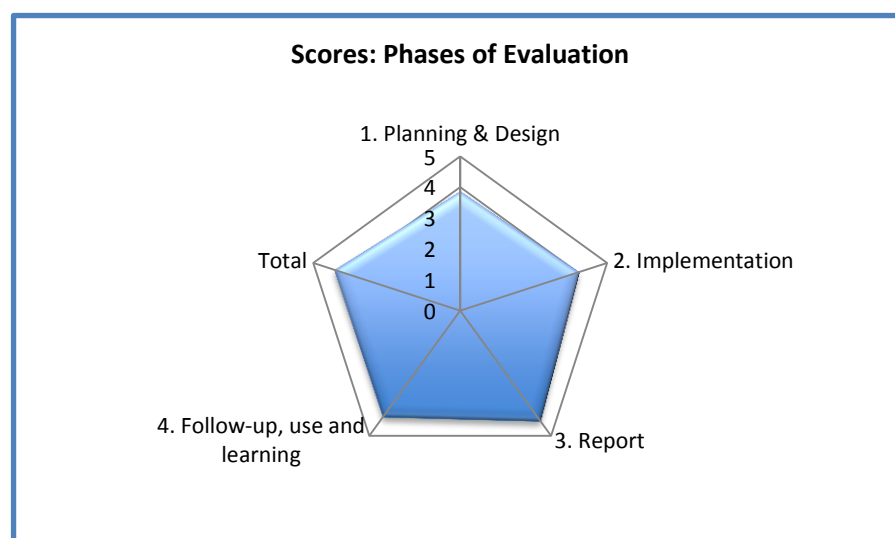 Scores: Phases of Evaluation
1. Planning & Design
5
4
3
2
1
0
2. Implementation
Total
4. Follow-up, use and
learning
3. Report